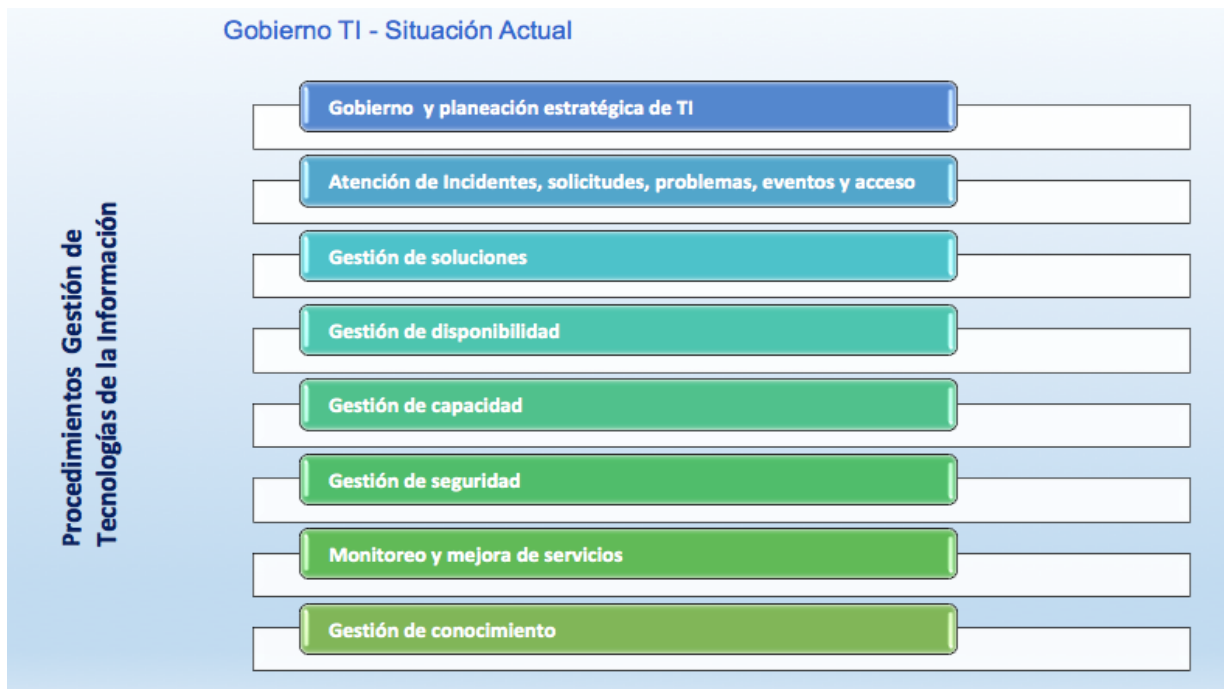 Gobierno TI - Situación Actual
Procedimientos Gestión de
Tecnologías de la Información
Gobierno y planeación estratégica de TI
Atención de Incidentes, solicitudes, problemas, eventos y acceso
Gestión de soluciones
Gestión de disponibilidad
Gestión de capacidad
Gestión de seguridad
Monitoreo y mejora de servicios
Gestión de conocimiento